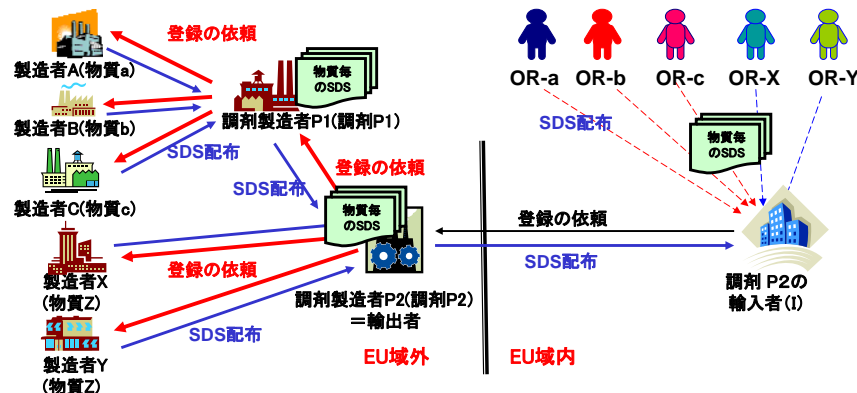 登録の依頼
製造者A(物質a)
物質毎
のSDS
製造者B(物質b)
調剤製造者P1(調剤P1)
SDS配布
製造者C(物質c)
SDS配布
登録の依頼
物質毎
のSDS
製造者X
(物質Z)
登録の依頼
調剤製造者P2(調剤P2)
＝輸出者
SDS配布
製造者Y
(物質Z)
EU域外
EU域内
OR-a
OR-b
OR-c
OR-X
OR-Y
SDS配布
物質毎
のSDS
登録の依頼
SDS配布
調剤 P2の
輸入者(I)